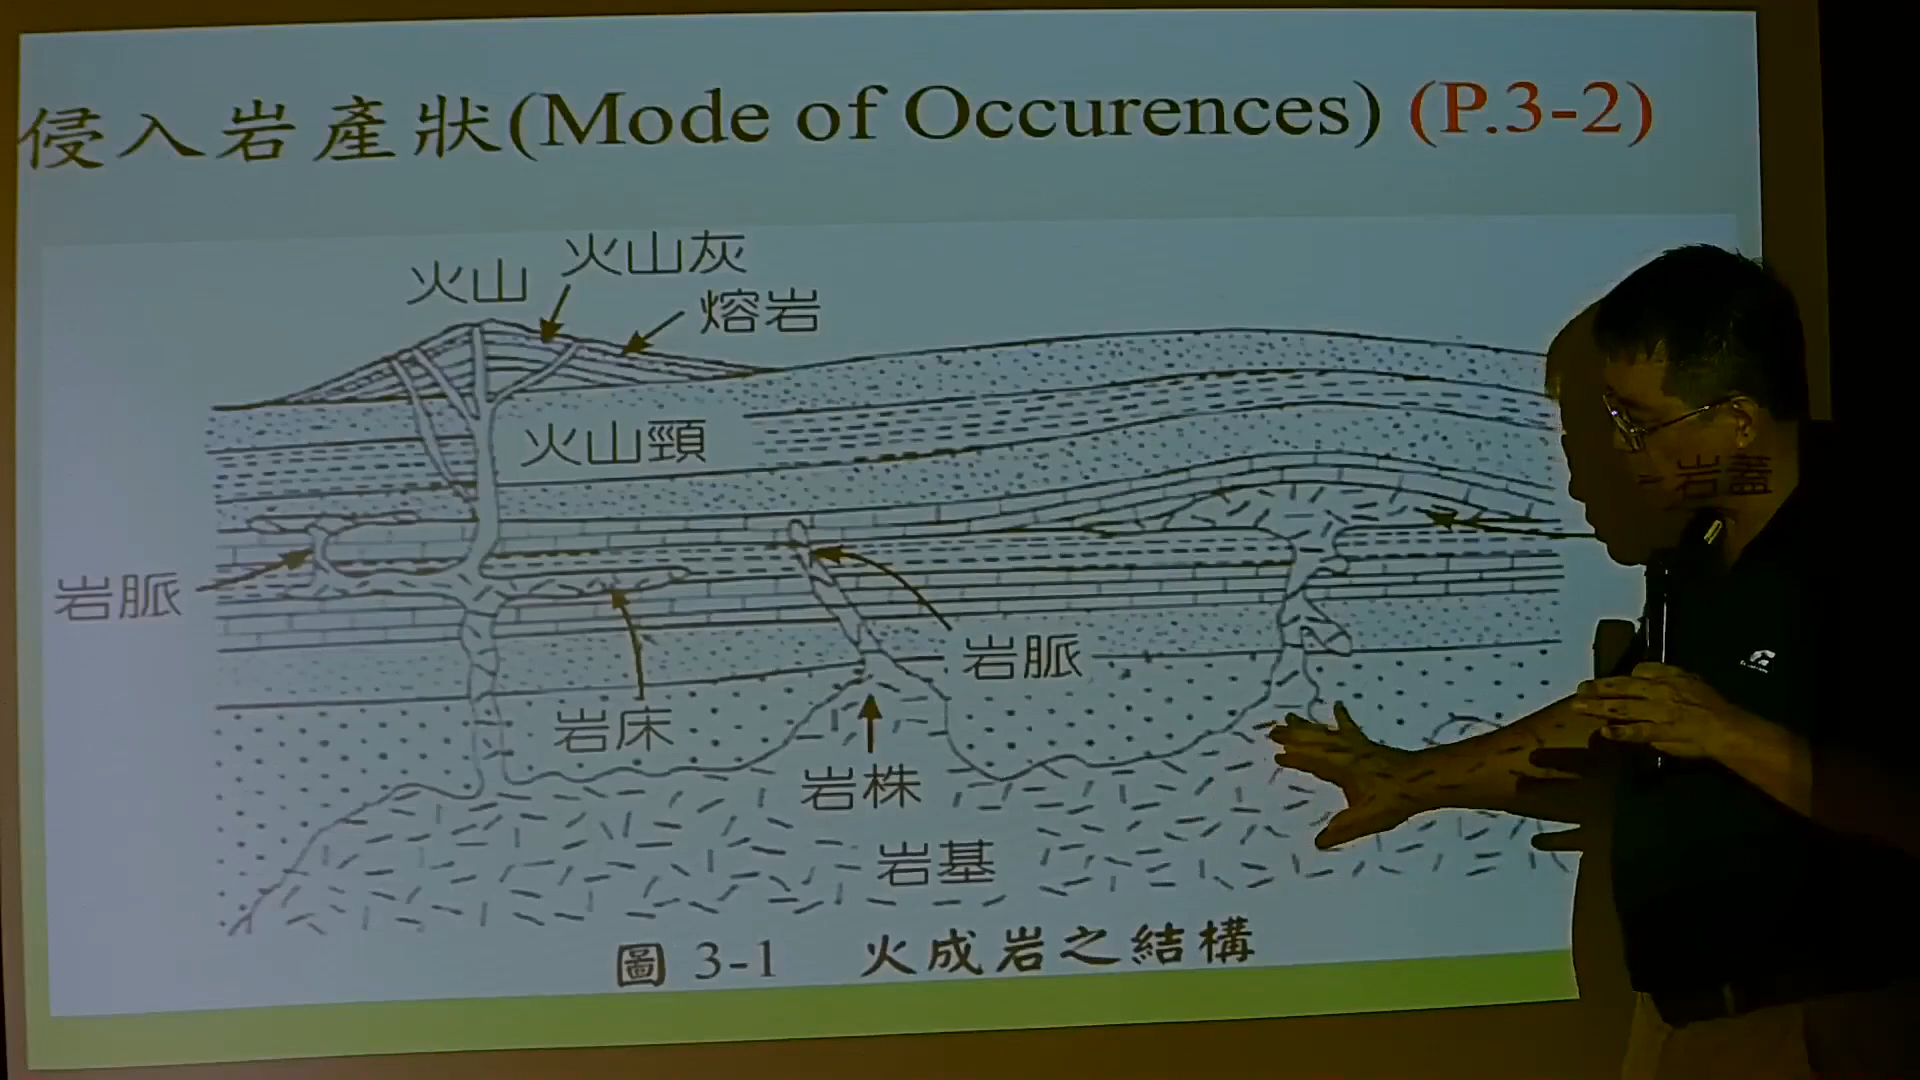 侵入岩產狀(Mode of Occurences) (P.3-2)
火山
火山灰
熔岩
火山頸
岩蓋
岩脈
岩脈
岩床
岩株
岩基
圖 3-1 火成岩之結構